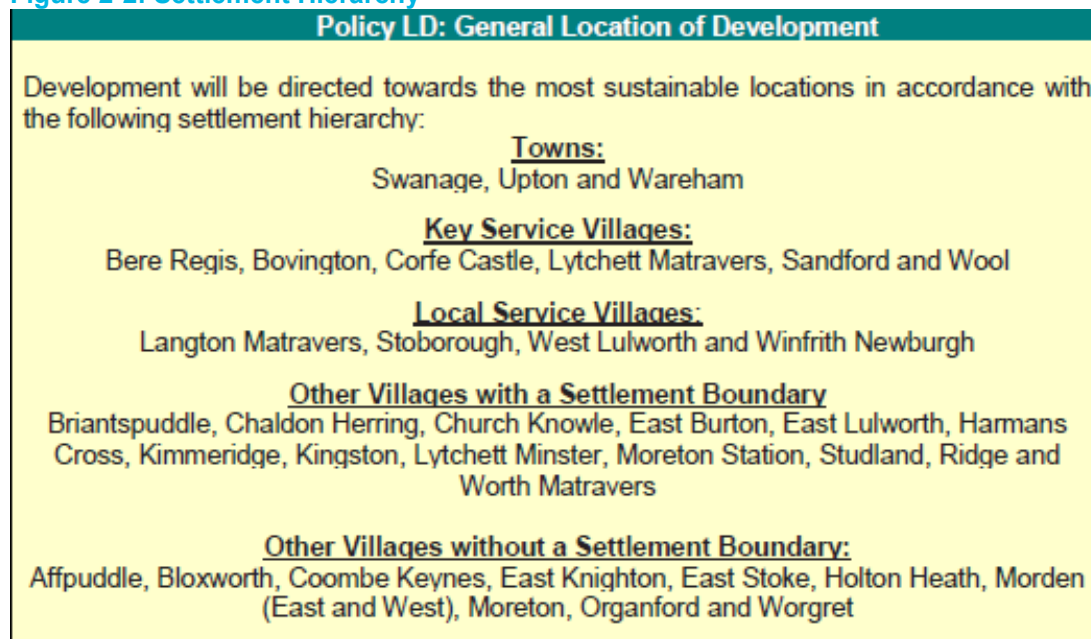 Figure 2-2: Settlement Hierarchy
Policy LD: General Location of Development
Development will be directed towards the most sustainable locations in accordance with
the following settlement hierarchy:
Towns:
Swanage, Upton and Wareham
Key Service Villages:
Bere Regis, Bovington, Corfe Castle, Lytchett Matravers, Sandford and Wool
Local Service Villages:
Langton Matravers, Stoborough, West Lulworth and Winfrith Newburgh
Other Villages with a Settlement Boundary
Briantspuddle, Chaldon Herring, Church Knowle, East Burton, East Lulworth, Harmans
Cross, Kimmeridge, Kingston, Lytchett Minster, Moreton Station, Studland, Ridge and
Worth Matravers
Other Villages without a Settlement Boundary:
Affpuddle, Bloxworth, Coombe Keynes, East Knighton, East Stoke, Holton Heath, Morden
(East and West), Moreton, Organford and Worgret